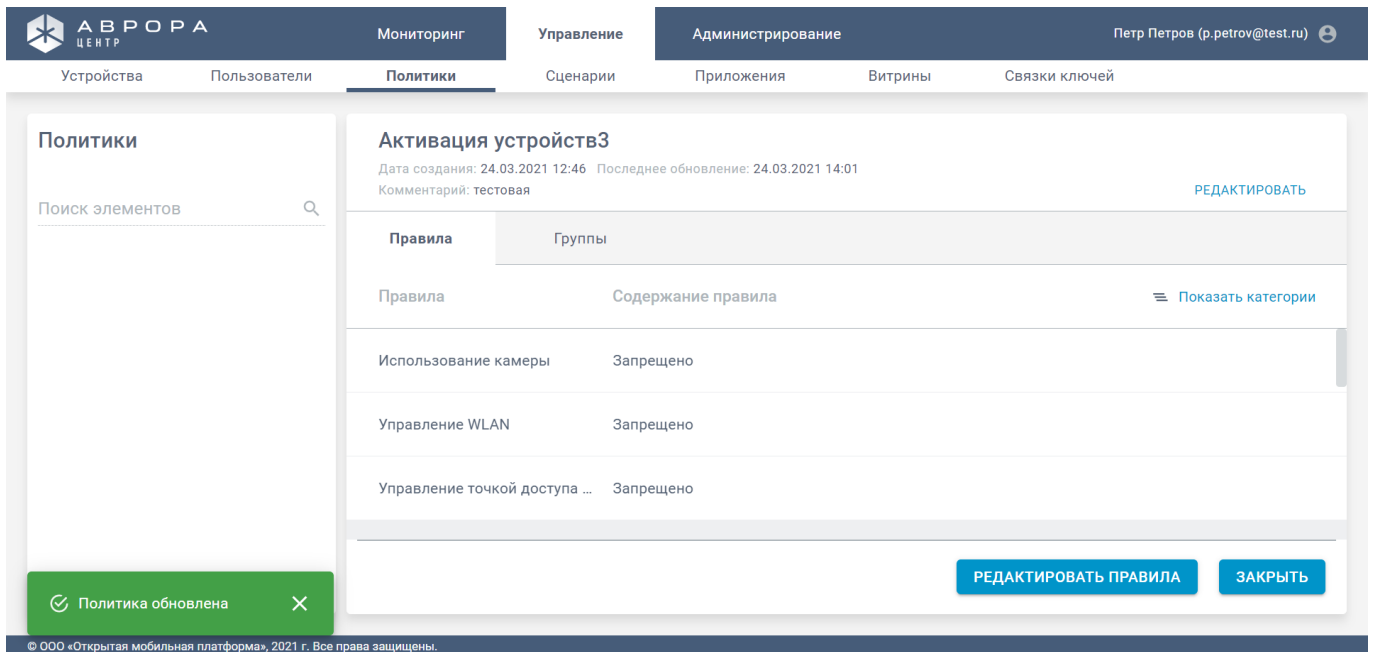 АВРОРА
ЦЕНТР
Мониторинг
Управление
Администрирование
Петр Петров (p.petrov@test.ru)
Устройства
Пользователи
Политики
Сценарии
Приложения
Витрины
Связки ключей
Политики
Поиск элементов
Активация устройств3
Дата создания: 24.03.2021 12:46 Последнее обновление: 24.03.2021 14:01
Комментарий: тестовая
РЕДАКТИРОВАТЬ
Правила
Группы
Правила
Содержание правила
Показать категории
Использование камеры
Запрещено
Управление WLAN
Запрещено
Управление точкой доступа ...
Запрещено
РЕДАКТИРОВАТЬ ПРАВИЛА
ЗАКРЫТЬ
Политика обновлена
© ООО «Открытая мобильная платформа», 2021 г. Все права защищены.